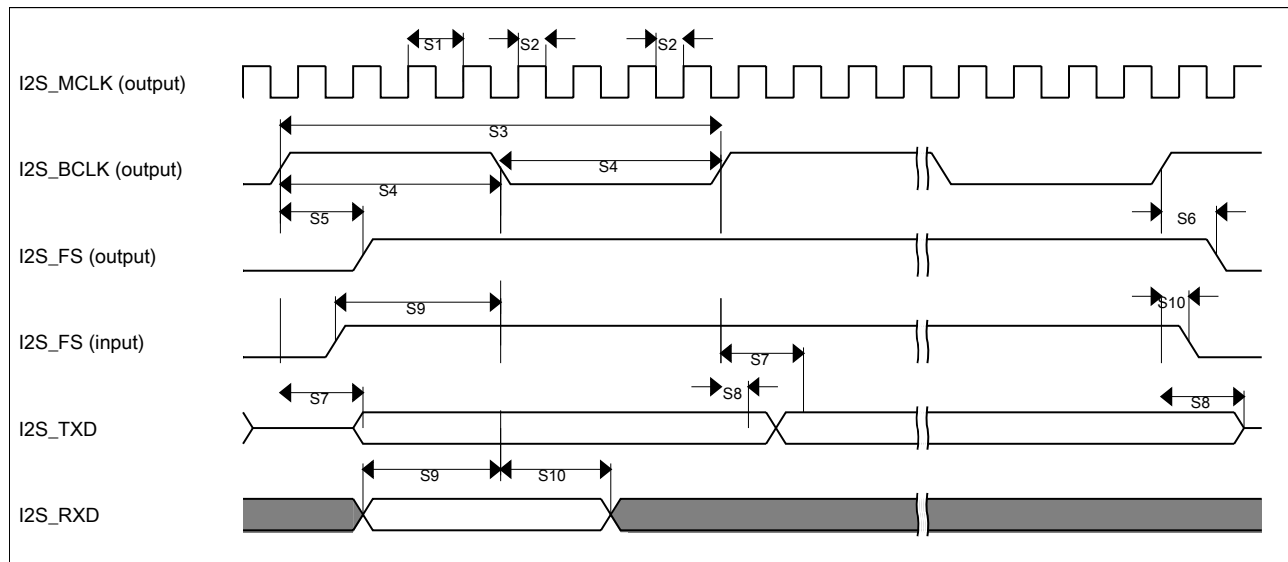 S1
S2
S2
I2S_MCLK (output)
S3
I2S_BCLK (output)
S4
S4
S5
S6
I2S_FS (output)
S9
S10
I2S_FS (input)
S7
S7
S8
S8
I2S_TXD
S9
S10
I2S_RXD